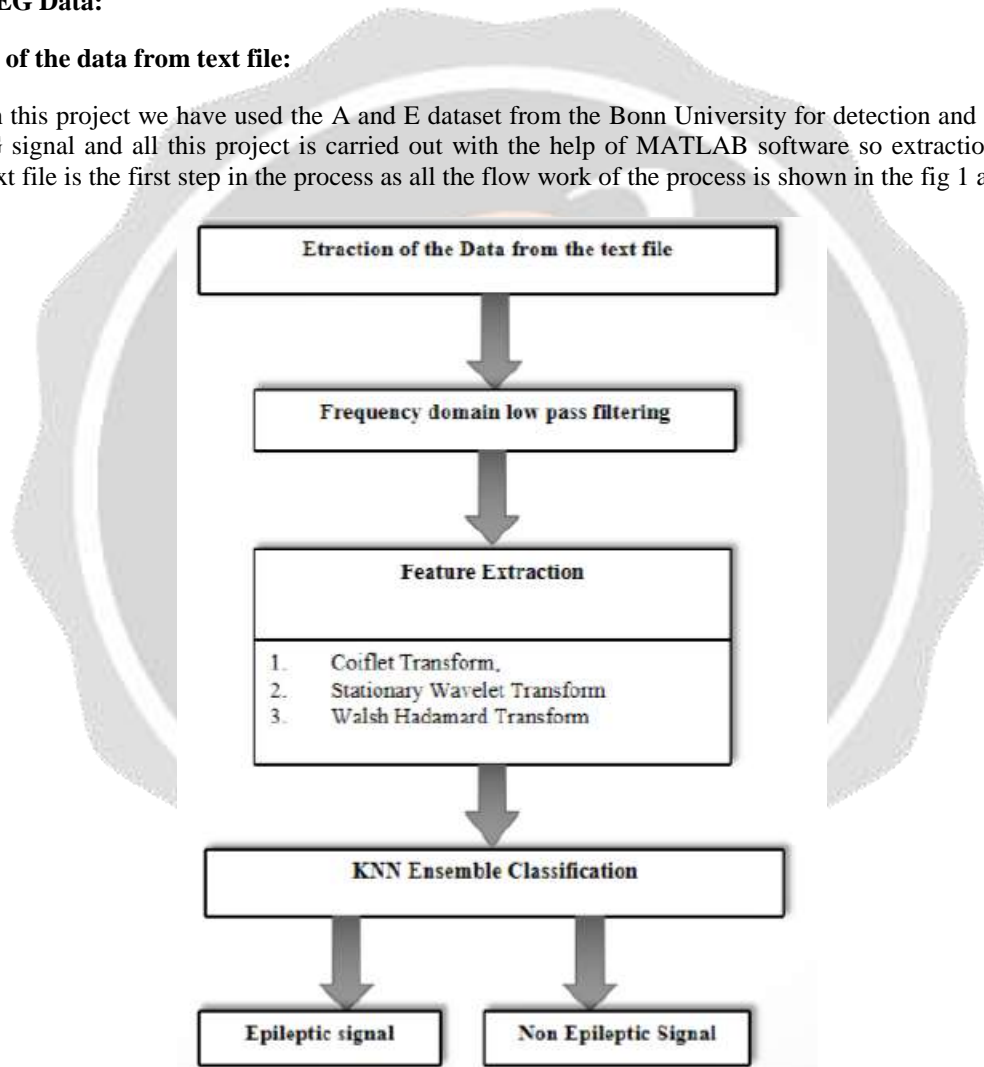 EG Data:
of the data from text file:
n this project we have used the A and E dataset from the Bonn University for detection and
signal and all this project is carried out with the help of MATLAB software so extractio
xt file is the first step in the process as all the flow work of the process is shown in the fig 1 a
Etraction of the Data from the text file
Frequency domain low pass filtering
Feature Extraction
1. Coiflet Transform,
2. Stationary Wavelet Transform
3. Walsh Hadamard Transform
KNN Ensemble Classification
Epileptic signal
Non Epileptic Signal